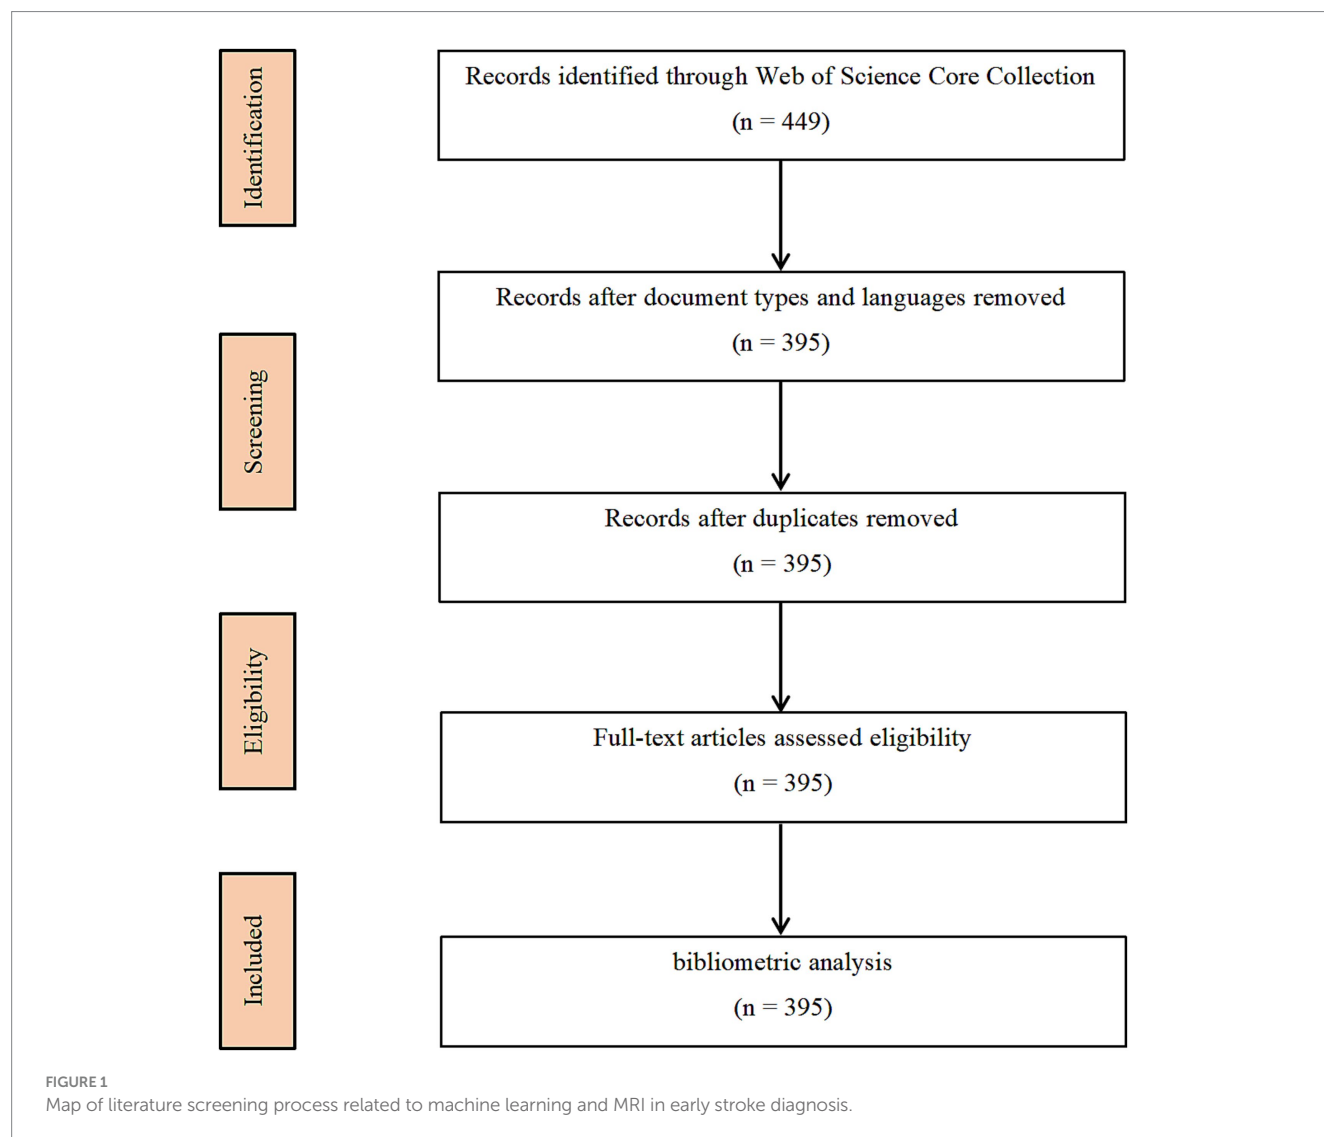 Identification
Records identified through Web of Science Core Collection
(n = 449)
Records after document types and languages removed
(n = 395)
Screening
Records after duplicates removed
(n = 395)
Eligibility
Full-text articles assessed eligibility
(n = 395)
Included
bibliometric analysis
(n = 395)
FIGURE 1
Map of literature screening process related to machine learning and MRI in early stroke diagnosis.